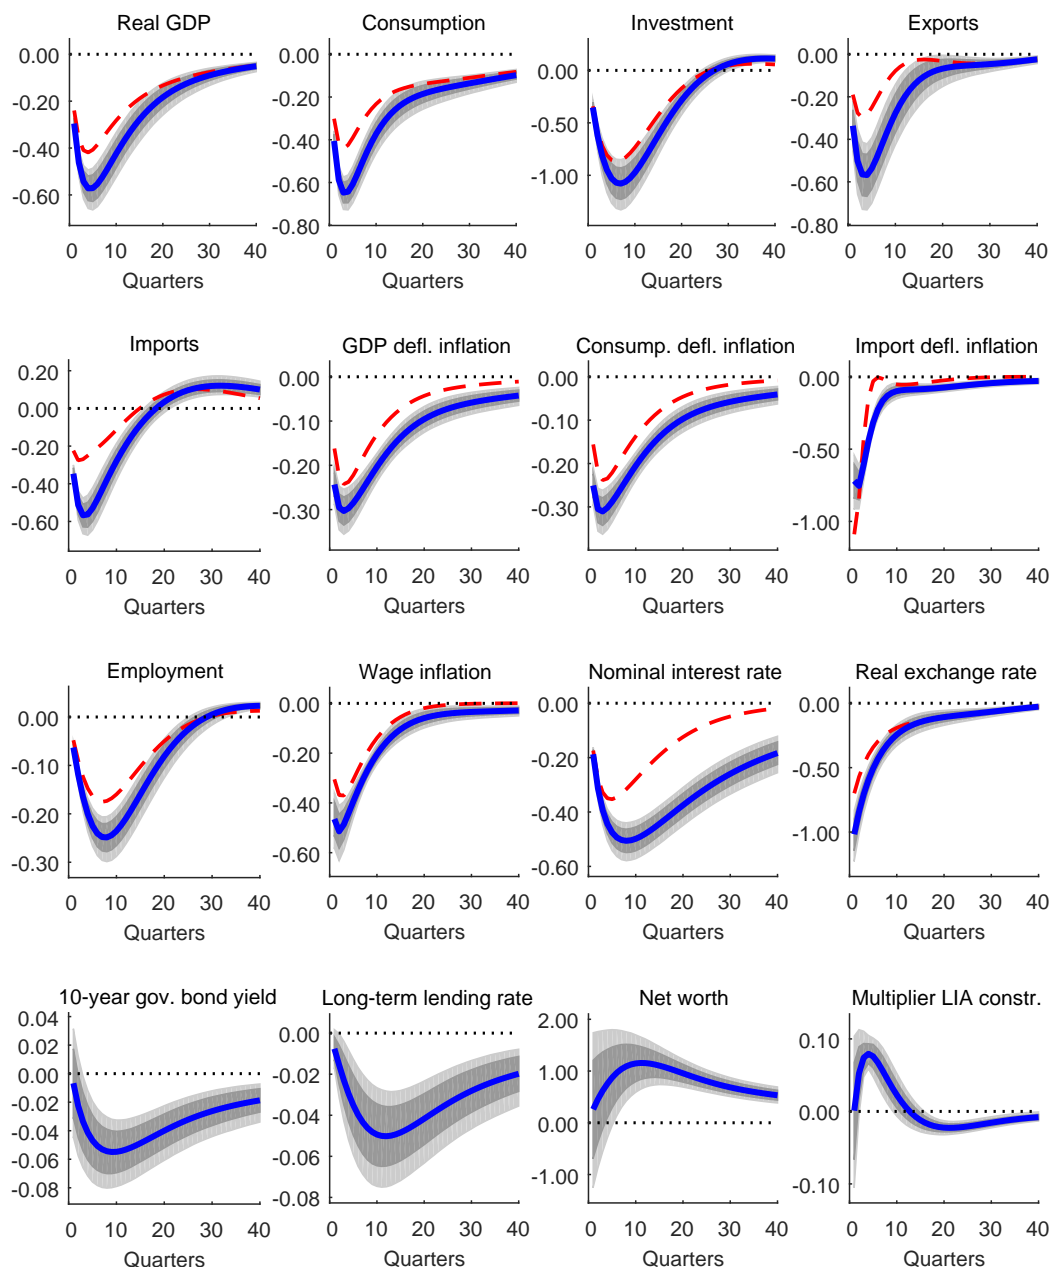 Real GDP
0.00
-0.20
-0.40
-0.60
0 10 20 30 40
Quarters
Consumption
0.00
-0.20
-0.40
-0.60
-0.80
0 10 20 30 40
Quarters
Investment
0.00
-0.50
-1.00
0 10 20 30 40
Quarters
Exports
0.00
-0.20
-0.40
-0.60
-0.80
0 10 20 30 40
Quarters
Imports
0.20
0.00
-0.20
-0.40
-0.60
0 10 20 30 40
Quarters
GDP defl. inflation
0.00
-0.10
-0.20
-0.30
0 10 20 30 40
Quarters
Consump. defl. inflation
0.00
-0.10
-0.20
-0.30
0 10 20 30 40
Quarters
Import defl. inflation
0.00
-0.50
-1.00
0 10 20 30 40
Quarters
Employment
0.00
-0.10
-0.20
-0.30
0 10 20 30 40
Quarters
Wage inflation
0.00
-0.20
-0.40
-0.60
0 10 20 30 40
Quarters
Nominal interest rate
0.00
-0.20
-0.40
-0.60
0 10 20 30 40
Quarters
Real exchange rate
0.00
-0.50
-1.00
0 10 20 30 40
Quarters
10-year gov. bond yield
0.04
0.02
0.00
-0.02
-0.04
-0.06
-0.08
0 10 20 30 40
Quarters
Long-term lending rate
0.00
-0.02
-0.04
-0.06
-0.08
0 10 20 30 40
Quarters
Net worth
2.00
1.00
0.00
-1.00
0 10 20 30 40
Quarters
Multiplier LIA constr.
0.10
0.00
-0.10
0 10 20 30 40
Quarters